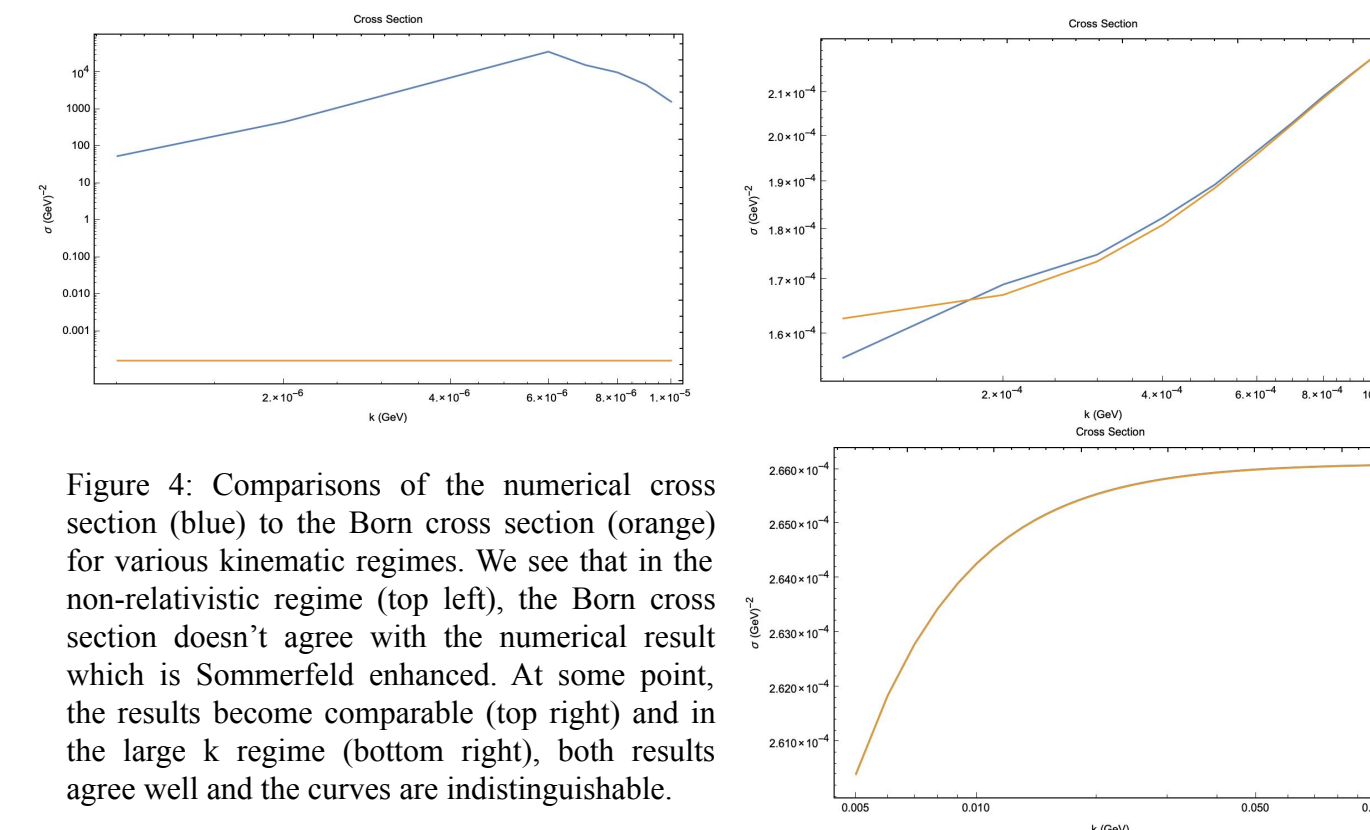 Cross Section
10⁴
1000
100
10
1
0.100
0.010
0.001
σ (GeV)⁻²
2.×10⁻⁶ 4.×10⁻⁶ 6.×10⁻⁶ 8.×10⁻⁶ 1.×10⁻⁵
k (GeV)
Cross Section
2.1×10⁻⁴
2.0×10⁻⁴
1.9×10⁻⁴
1.8×10⁻⁴
1.7×10⁻⁴
1.6×10⁻⁴
σ (GeV)⁻²
2.×10⁻⁴ 4.×10⁻⁴ 6.×10⁻⁴ 8.×10⁻⁴
k (GeV)
Figure 4: Comparisons of the numerical cross
section (blue) to the Born cross section (orange)
for various kinematic regimes. We see that in the
non-relativistic regime (top left), the Born cross
section doesn't agree with the numerical result
which is Sommerfeld enhanced. At some point,
the results become comparable (top right) and in
the large k regime (bottom right), both results
agree well and the curves are indistinguishable.
Cross Section
2.660×10⁻⁴
2.650×10⁻⁴
2.640×10⁻⁴
2.630×10⁻⁴
2.620×10⁻⁴
2.610×10⁻⁴
σ (GeV)⁻²
0.005 0.010 0.050
k (GeV)